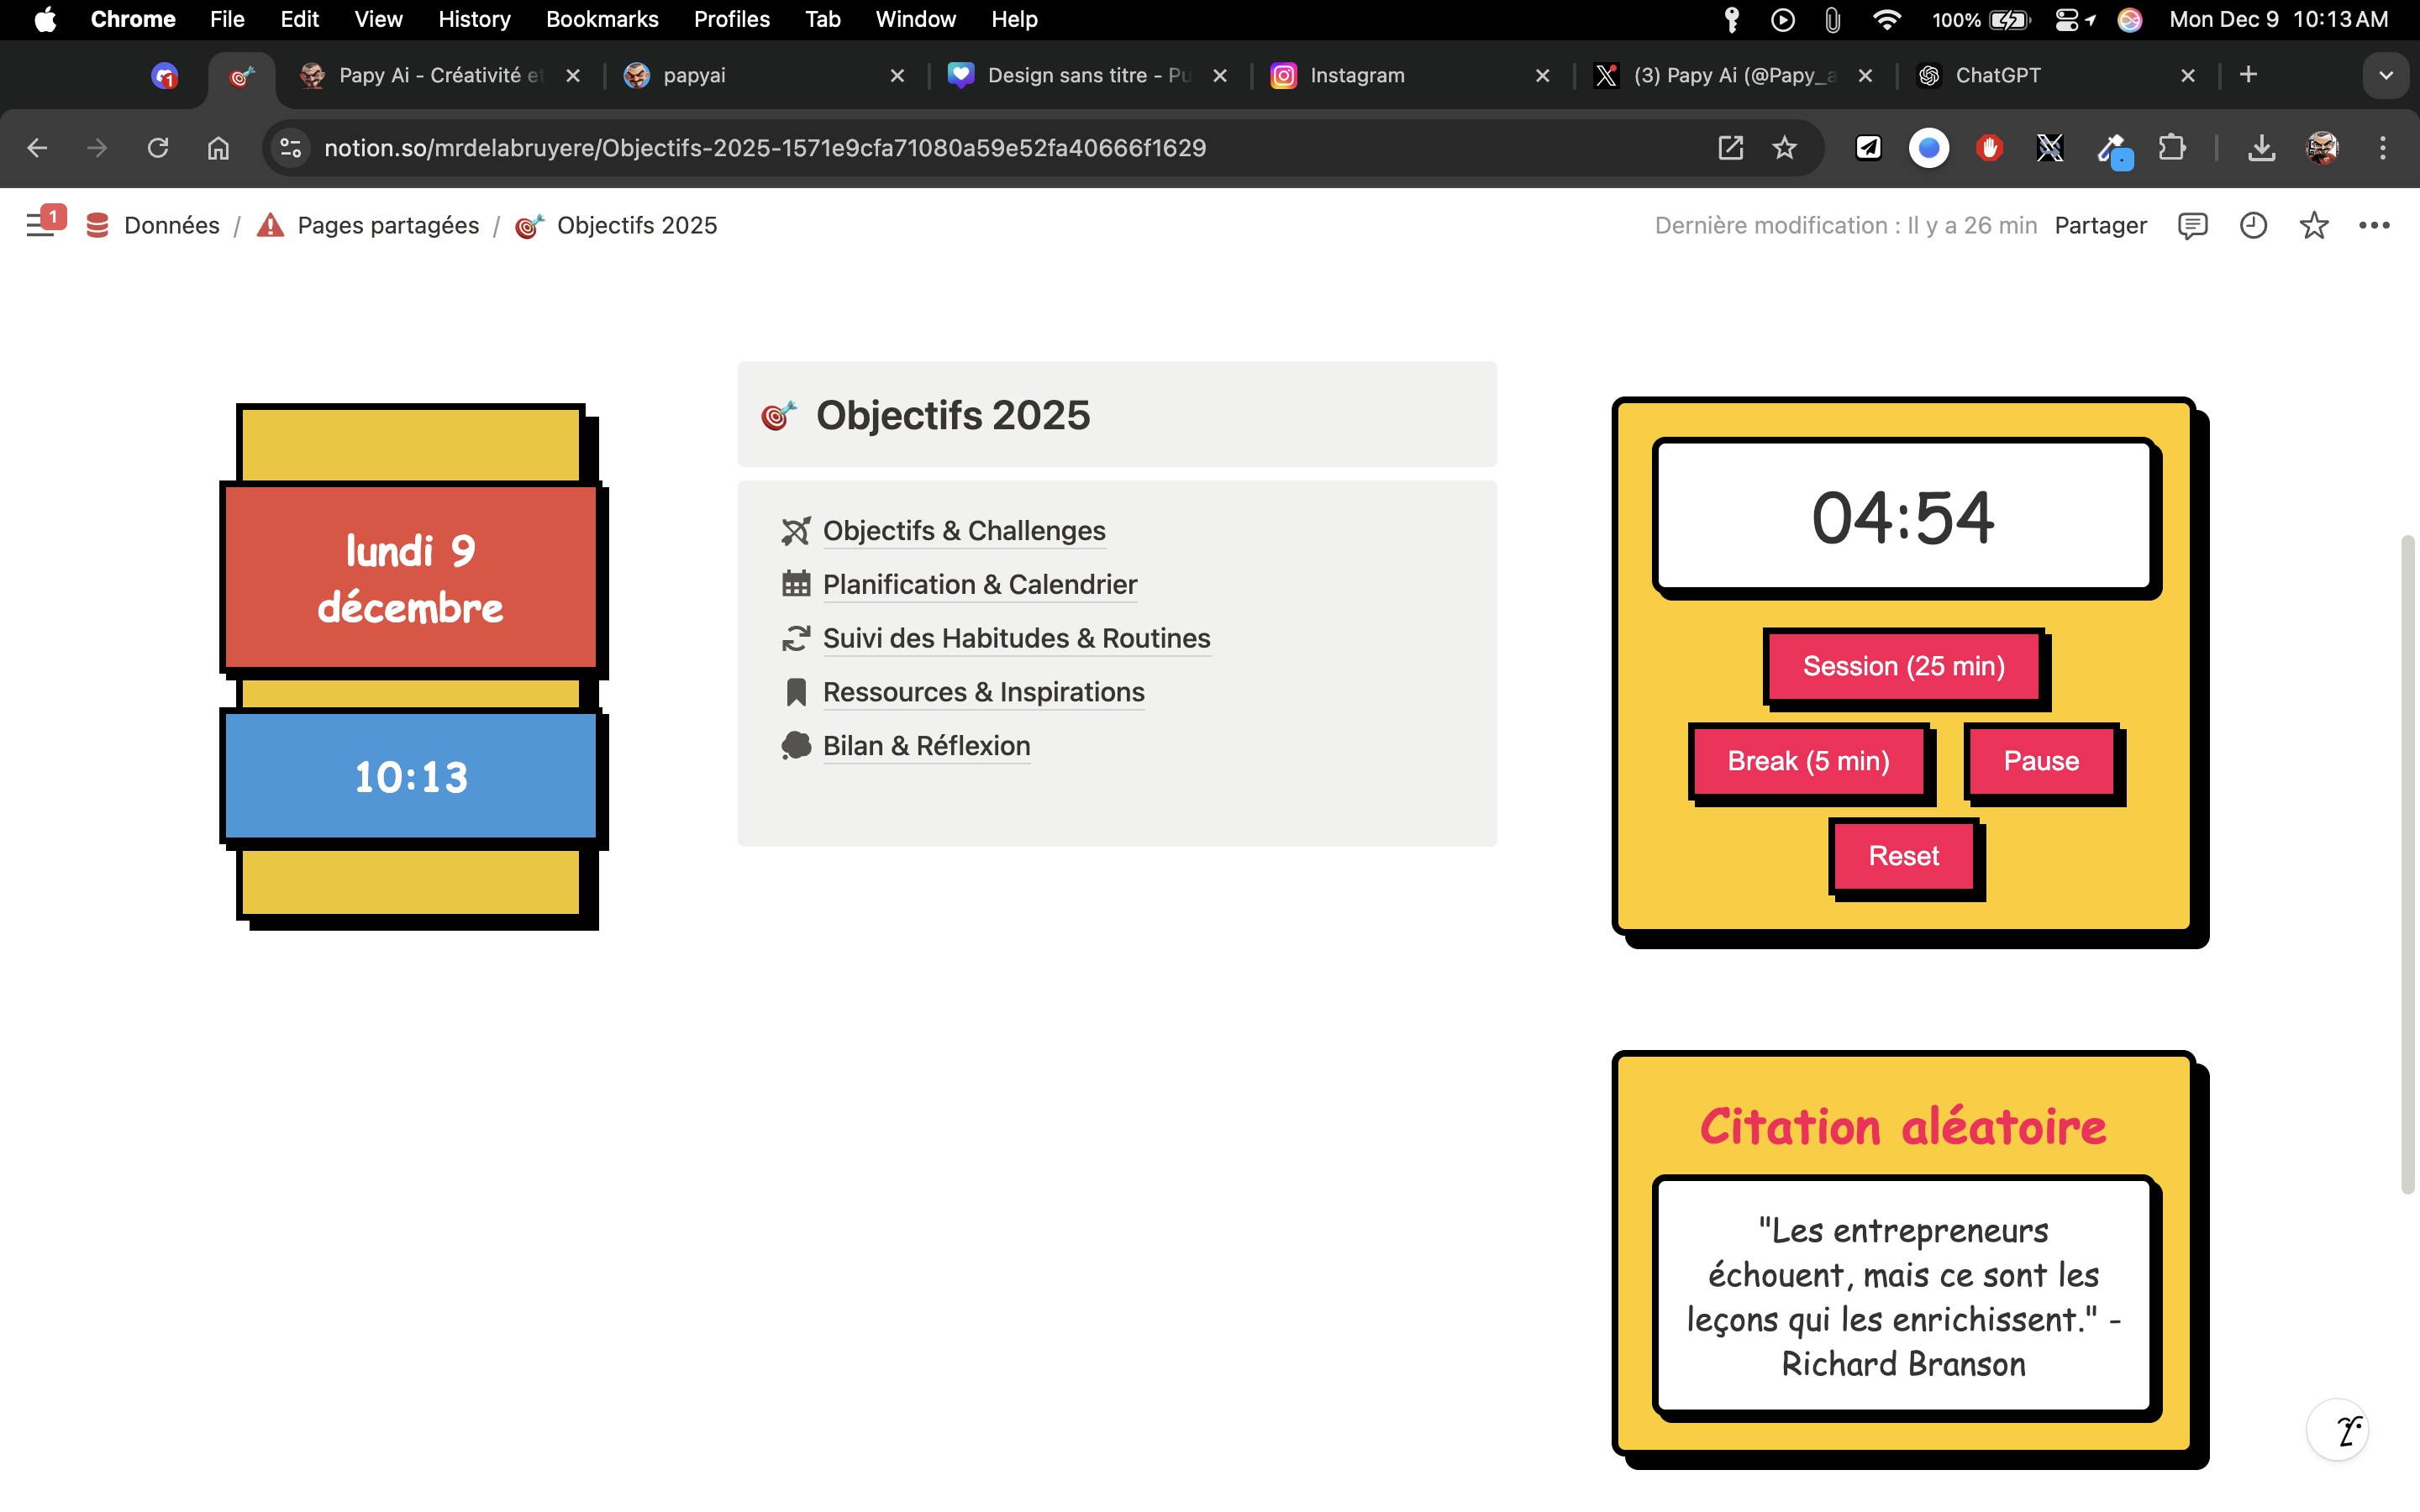 Chrome File Edit View History Bookmarks Profiles Tab Window Help 100% Mon Dec 9 10:13 AM
1 Papy Ai - Créativité et papyai Design sans titre - Pu Instagram (3) Papy Ai (@Papy_a ChatGPT
notion.so/mrdelabruyere/Objectifs-2025-1571e9cfa71080a59e52fa40666f1629
1 Données / Pages partagées / Objectifs 2025 Dernière modification : Il y a 26 min Partager
lundi 9
décembre
10:13
Objectifs 2025
Objectifs & Challenges
Planification & Calendrier
Suivi des Habitudes & Routines
Ressources & Inspirations
Bilan & Réflexion
04:54
Session (25 min)
Break (5 min) Pause
Reset
Citation aléatoire
"Les entrepreneurs
échouent, mais ce sont les
leçons qui les enrichissent." -
Richard Branson